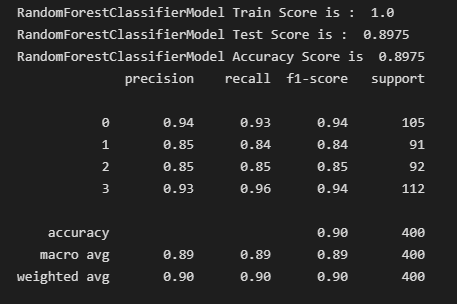 RandomForestClassifierModel Train Score is :  1.0
RandomForestClassifierModel Test Score is :  0.8975
RandomForestClassifierModel Accuracy Score is  0.8975
              precision    recall  f1-score   support

           0       0.94      0.93      0.94       105
           1       0.85      0.84      0.84        91
           2       0.85      0.85      0.85        92
           3       0.93      0.96      0.94       112

    accuracy                           0.90       400
   macro avg       0.89      0.89      0.89       400
weighted avg       0.90      0.90      0.90       400